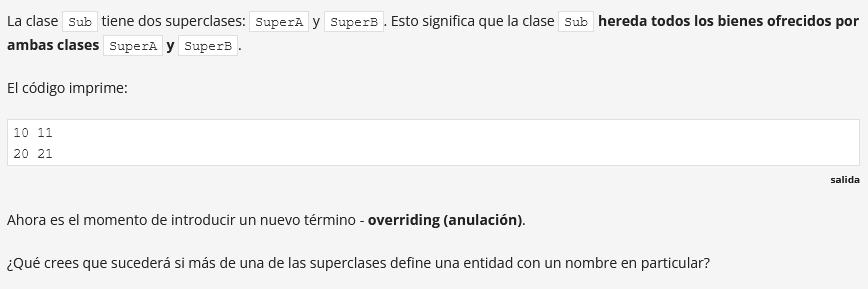 La clase Sub tiene dos superclases: SuperA y SuperB. Esto significa que la clase Sub hereda todos los bienes ofrecidos por
ambas clases SuperA y SuperB.
El código imprime:
10 11
20 21
salida
Ahora es el momento de introducir un nuevo término - overriding (anulación).
¿Qué crees que sucederá si más de una de las superclases define una entidad con un nombre en particular?